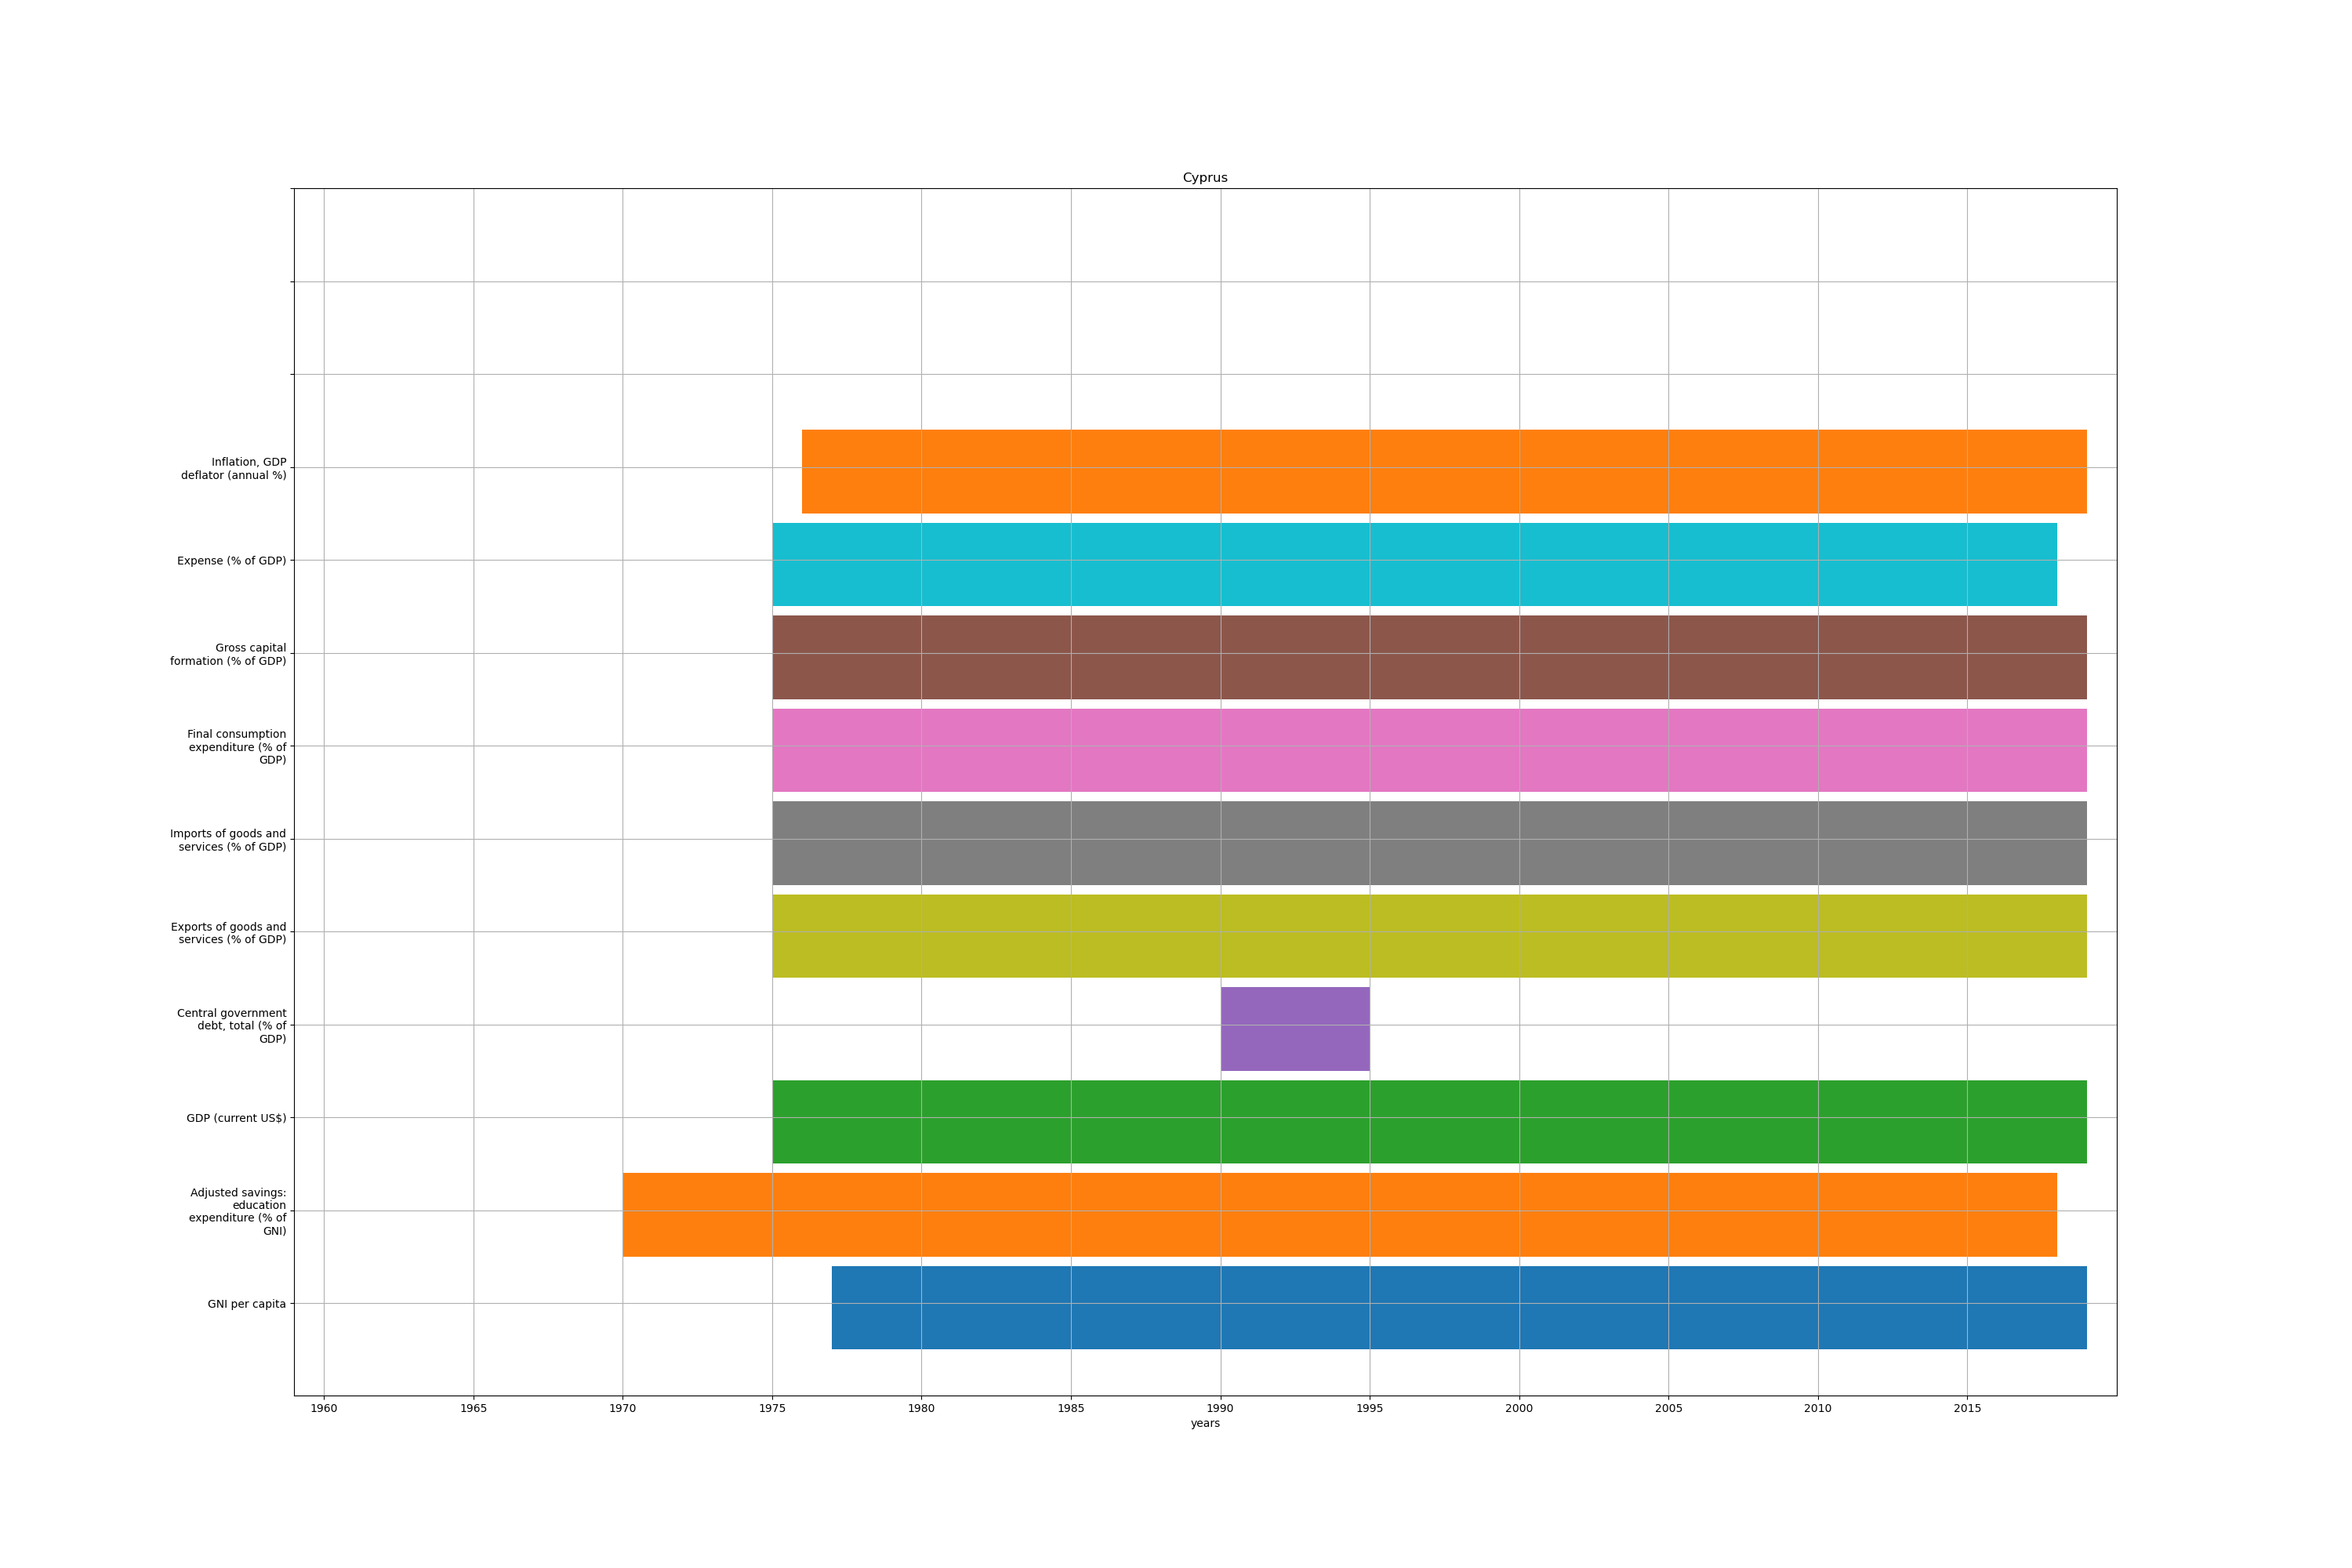 Cyprus
Inflation, GDP
deflator (annual %)
Expense (% of GDP)
Gross capital
formation (% of GDP)
Final consumption
expenditure (% of
GDP)
Imports of goods and
services (% of GDP)
Exports of goods and
services (% of GDP)
Central government
debt, total (% of
GDP)
GDP (current US$)
Adjusted savings:
education
expenditure (% of
GNI)
GNI per capita
1960 1965 1970 1975 1980 1985 1990 1995 2000 2005 2010 2015
years